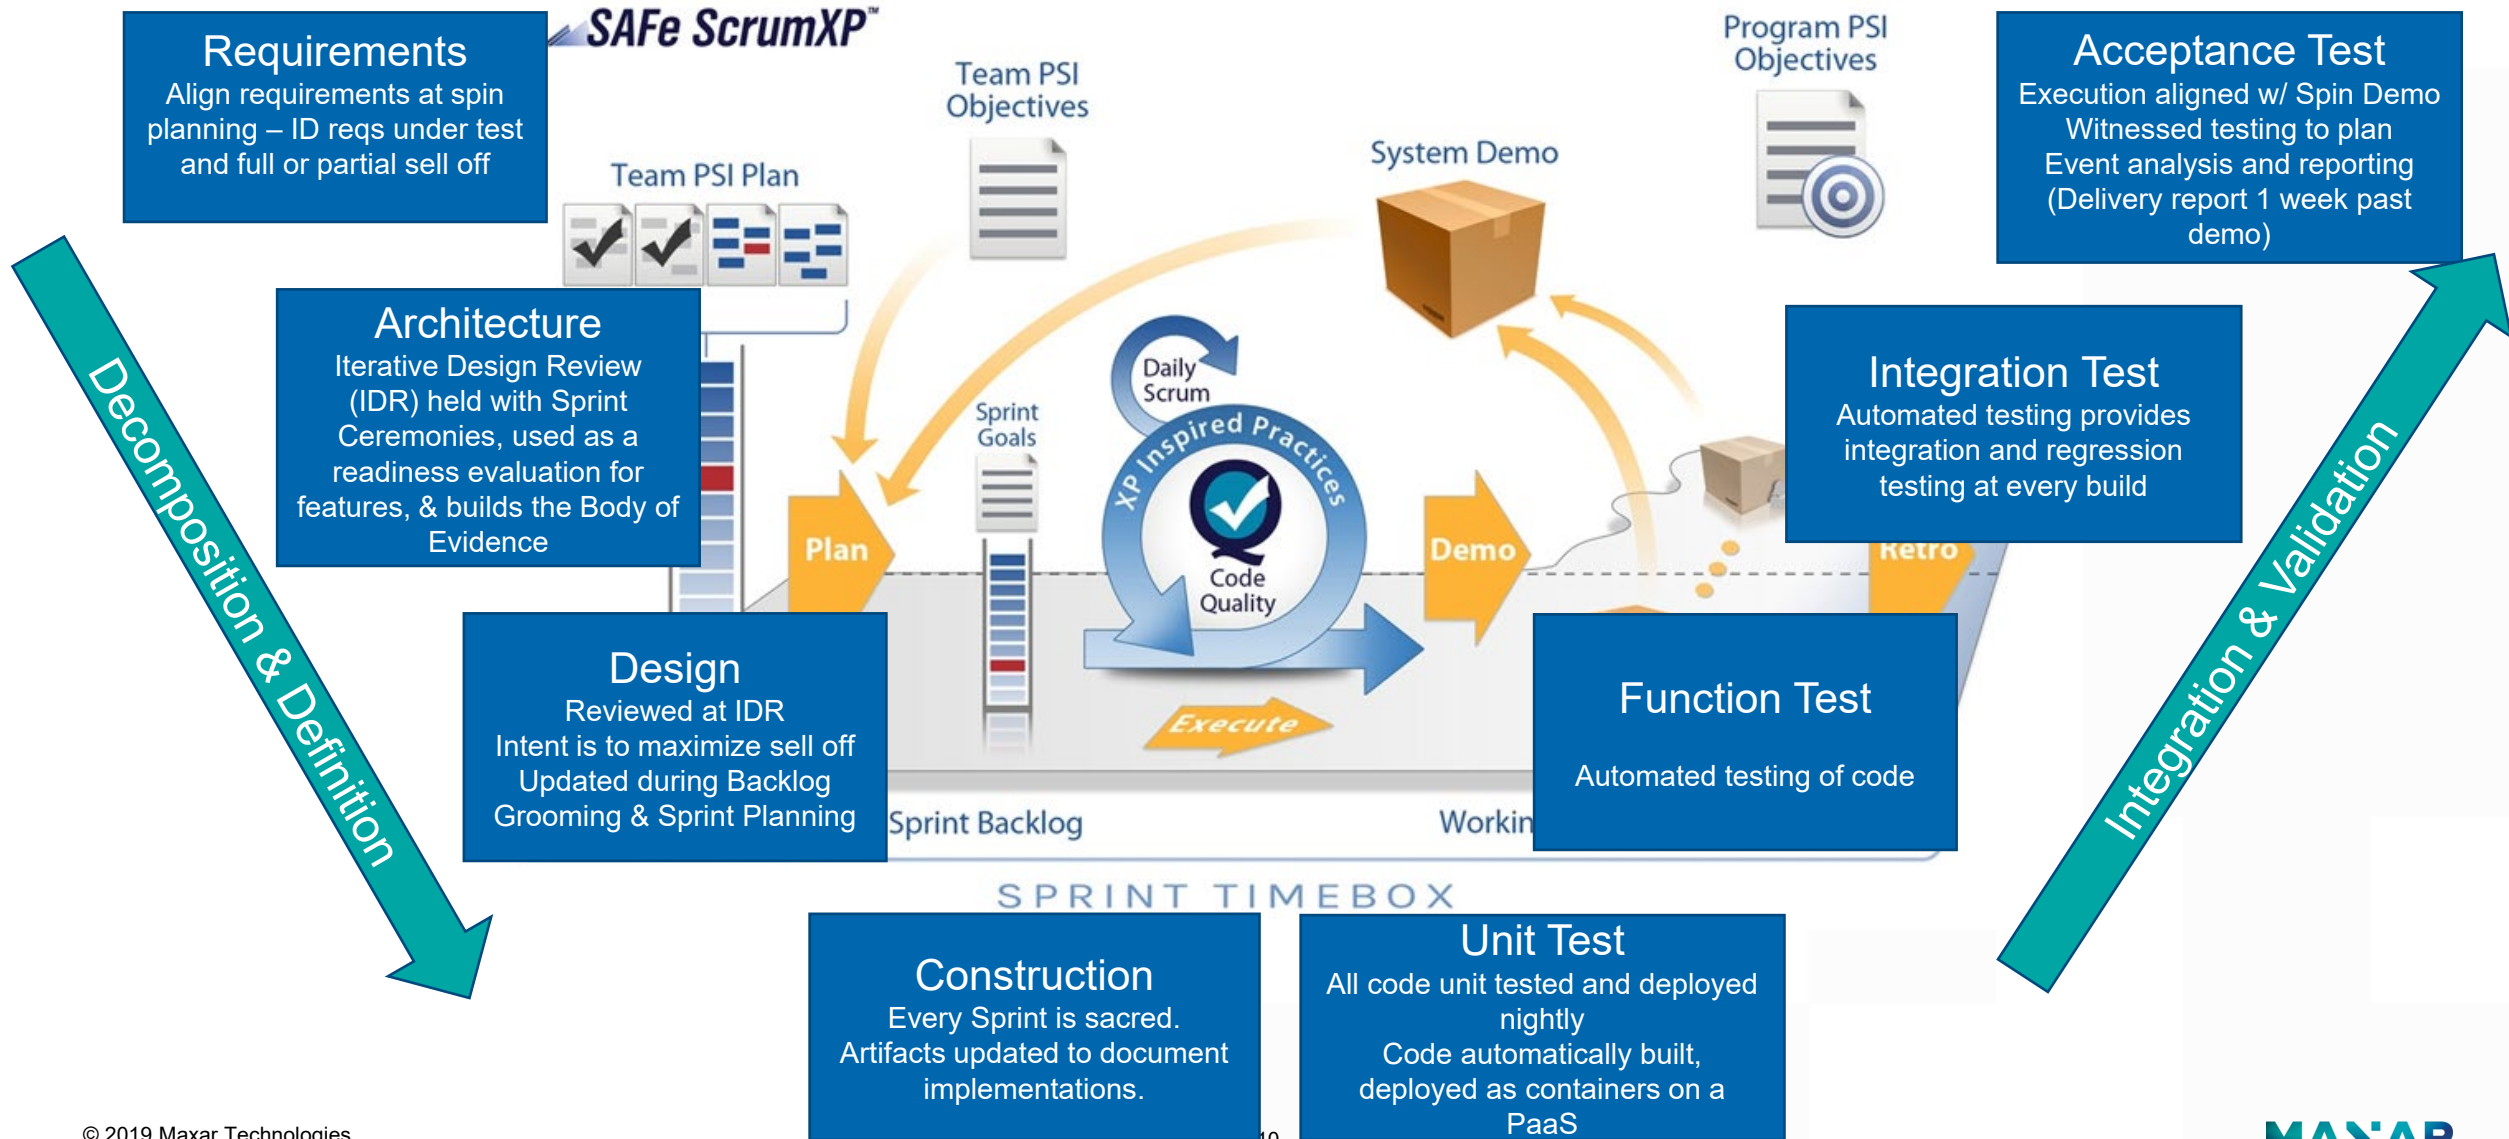 SAFe ScrumXP™
Requirements
Align requirements at spin
planning – ID reqs under test
and full or partial sell off
Team PSI
Objectives
Program PSI
Objectives
Acceptance Test
Execution aligned w/ Spin Demo
Witnessed testing to plan
Event analysis and reporting
(Delivery report 1 week past
demo)
Team PSI Plan
System Demo
Decomposition & Definition
Architecture
Iterative Design Review
(IDR) held with Sprint
Ceremonies, used as a
readiness evaluation for
features, & builds the Body of
Evidence
Plan
Sprint
Goals
Daily
Scrum
XP Inspired Practices
Code
Quality
Execute
Demo
Retro
Integration Test
Automated testing provides
integration and regression
testing at every build
Integration & Validation
Design
Reviewed at IDR
Intent is to maximize sell off
Updated during Backlog
Grooming & Sprint Planning
Function Test
Automated testing of code
Sprint Backlog
Workin
SPRINT TIMEBOX
Construction
Every Sprint is sacred.
Artifacts updated to document
implementations.
Unit Test
All code unit tested and deployed
nightly
Code automatically built,
deployed as containers on a
PaaS
© 2019 Maxar Technologies
MAXAR